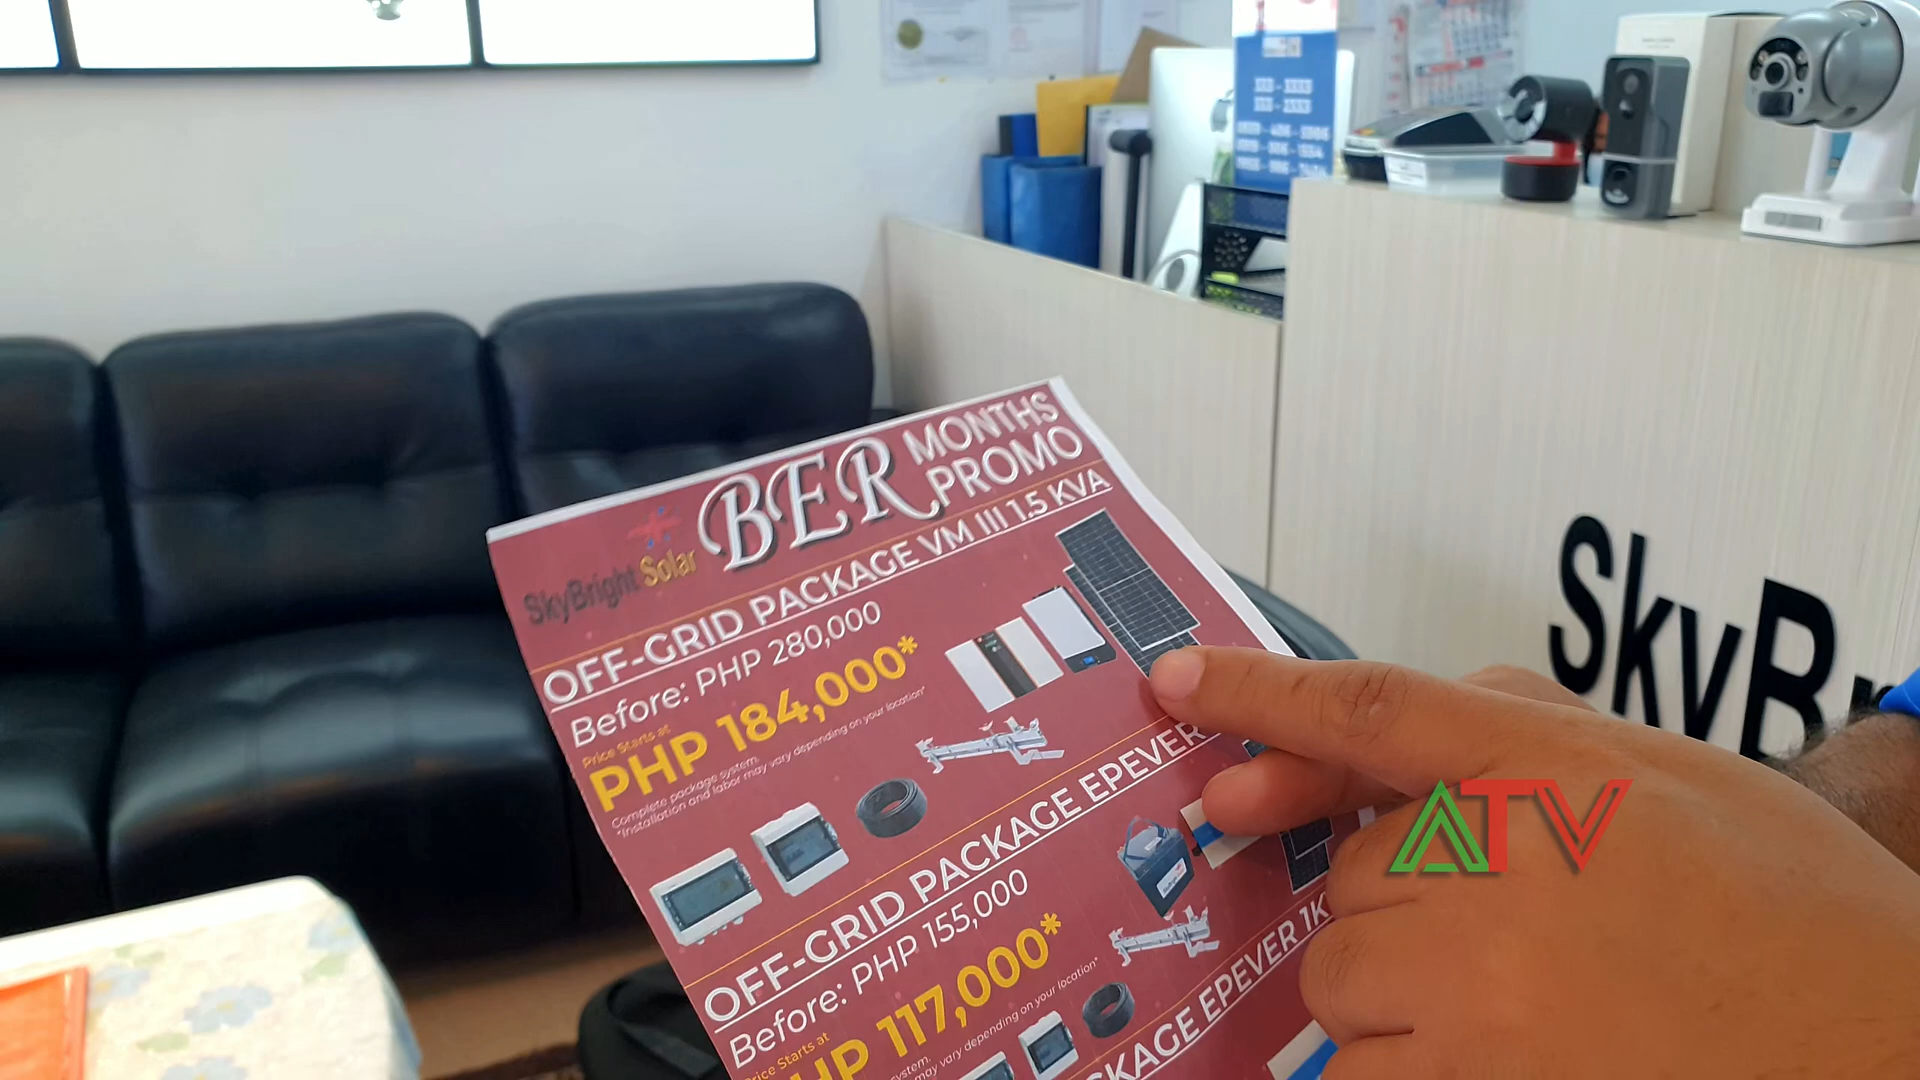 BER MONTHS
PROMO
SkyBright Solar
OFF-GRID PACKAGE VM III 1.5 KVA
Before: PHP 280,000
Price Starts at
PHP 184,000*
Complete package system.
*Installation and labor may vary depending on your location*
OFF-GRID PACKAGE EPEVER
Before: PHP 155,000
Price Starts at
HP 117,000*
system.
may vary depending on your location*
KAGE EPEVER 1K
SkyBr
ATV